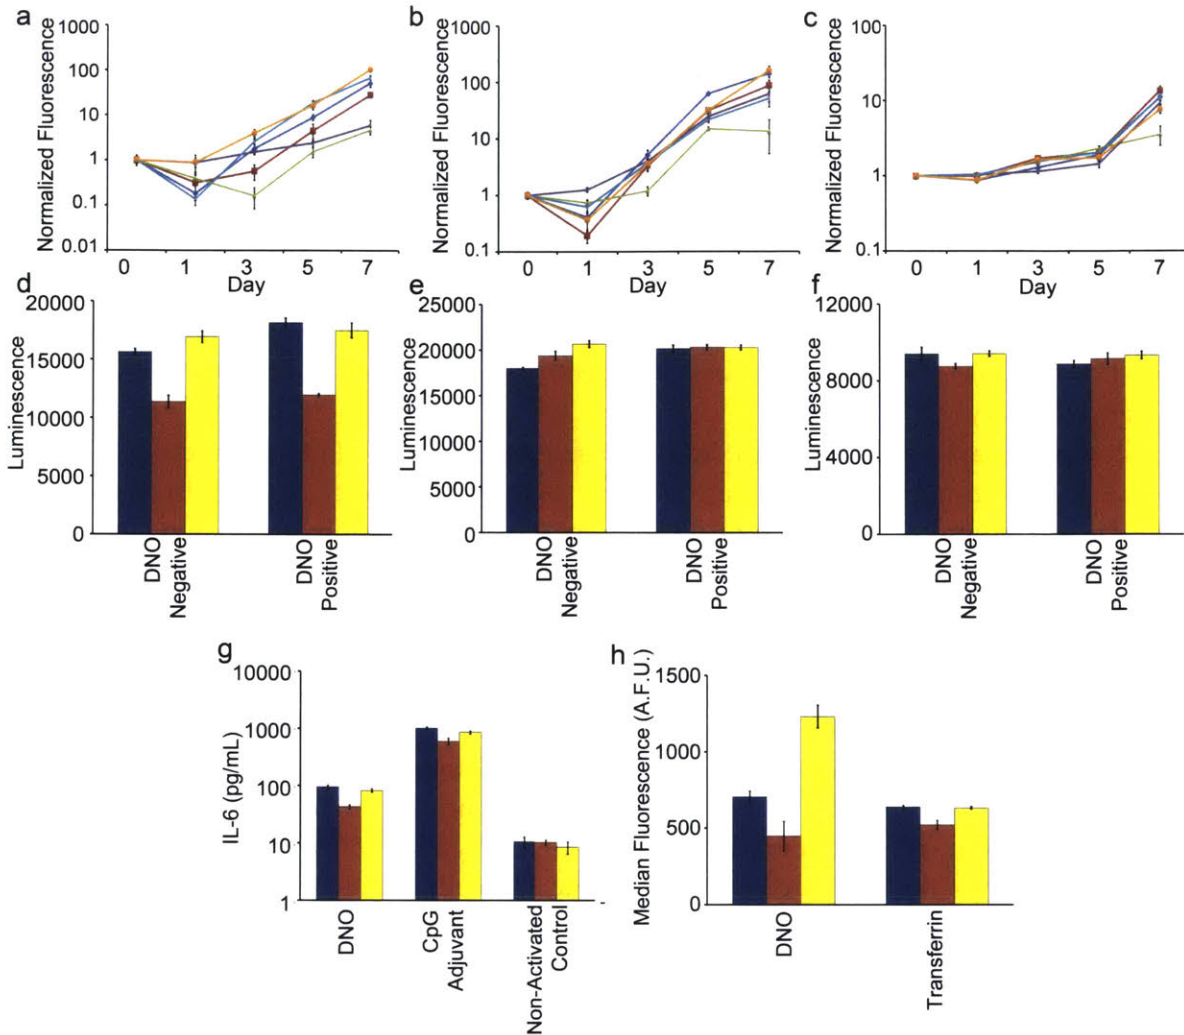 a
Normalized Fluorescence
1000
100
10
1
0.1
0.01
0 1 3 5 7
Day
b
Normalized Fluorescence
1000
100
10
1
0.1
0 1 3 5 7
Day
c
Normalized Fluorescence
100
10
1
0.1
0 1 3 5 7
Day
d
Luminescence
20000
15000
10000
5000
0
DNO
Negative
DNO
Positive
e
Luminescence
25000
20000
15000
10000
5000
0
DNO
Negative
DNO
Positive
f
Luminescence
12000
8000
4000
0
DNO
Negative
DNO
Positive
g
IL-6 (pg/mL)
10000
1000
100
10
1
DNO
CpG
Adjuvant
Non-Activated
Control
h
Median Fluorescence (A.F.U.)
1500
1000
500
0
DNO
Transferrin